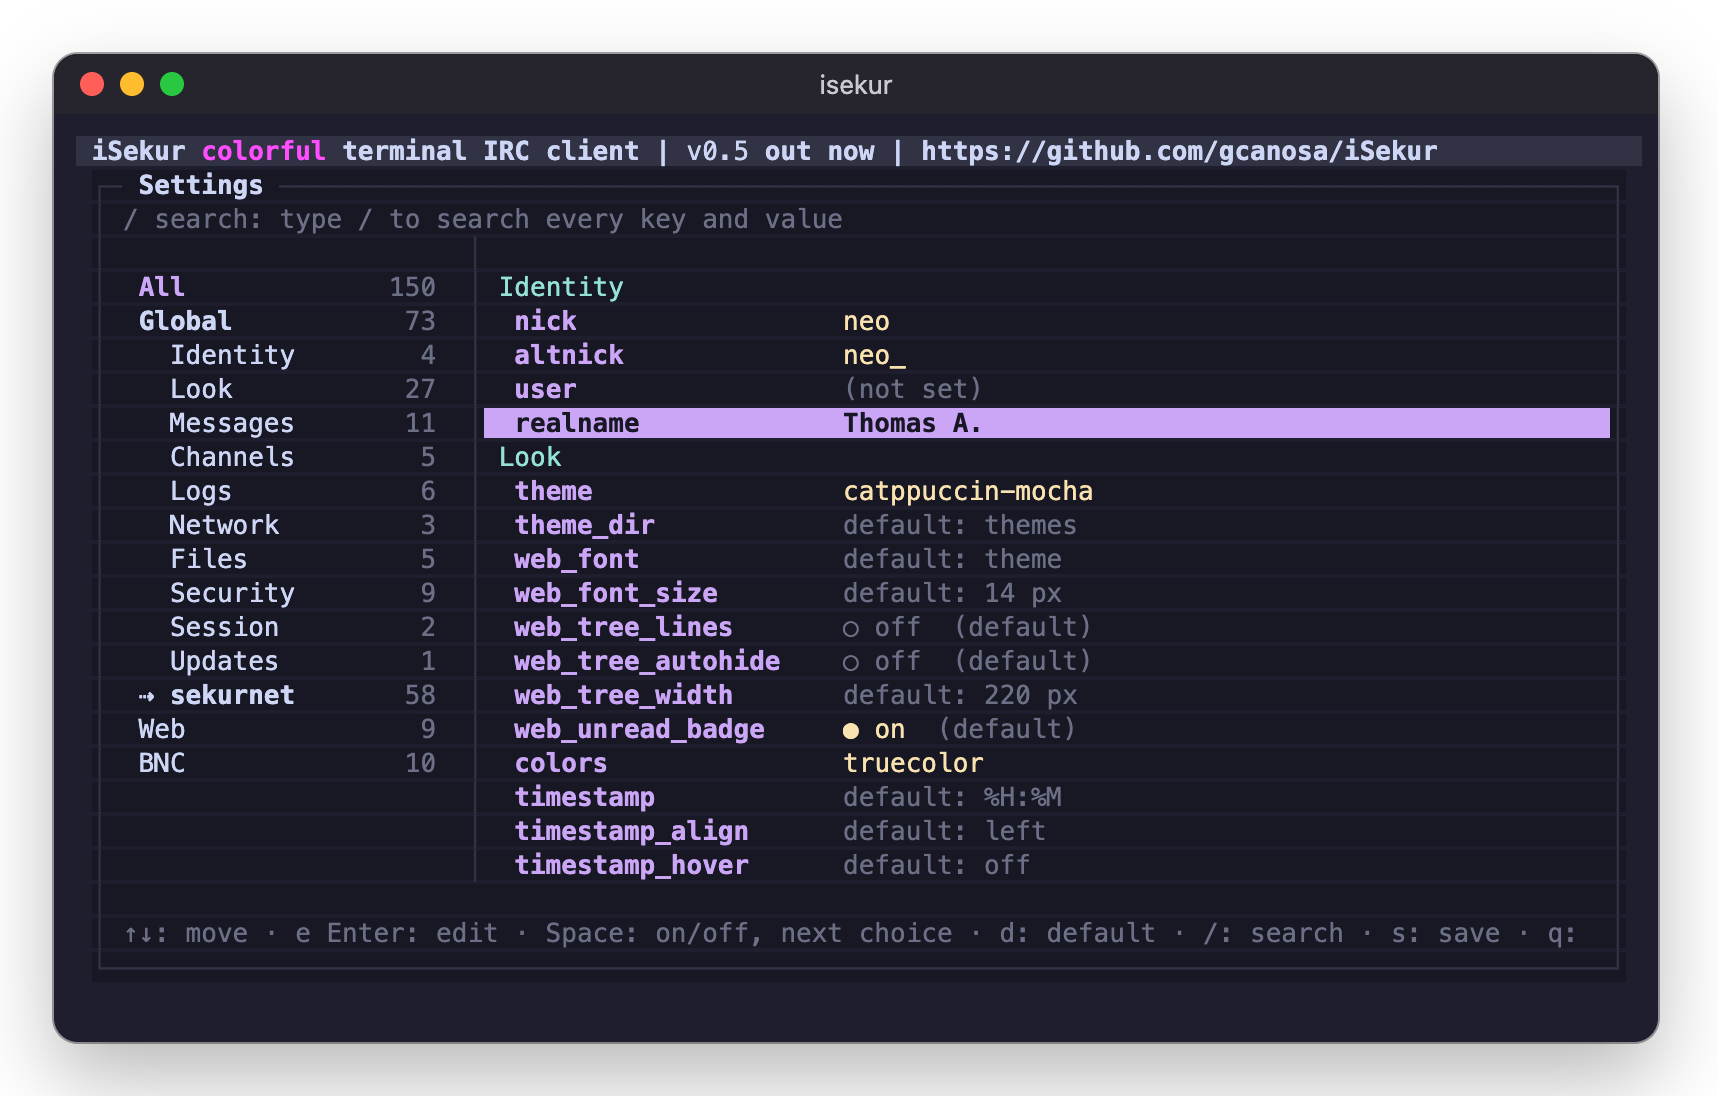 isekur
iSekur colorful terminal IRC client | v0.5 out now | https://github.com/gcanosa/iSekur
Settings
/ search: type / to search every key and value
All 150
Global 73
Identity 4
Look 27
Messages 11
Channels 5
Logs 6
Network 3
Files 5
Security 9
Session 2
Updates 1
⇢ sekurnet 58
Web 9
BNC 10
Identity
nick neo
altnick neo_
user (not set)
realname Thomas A.
Look
theme catppuccin-mocha
theme_dir default: themes
web_font default: theme
web_font_size default: 14 px
web_tree_lines ○ off (default)
web_tree_autohide ○ off (default)
web_tree_width default: 220 px
web_unread_badge ● on (default)
colors truecolor
timestamp default: %H:%M
timestamp_align default: left
timestamp_hover default: off
↑↓: move · e Enter: edit · Space: on/off, next choice · d: default · /: search · s: save · q: